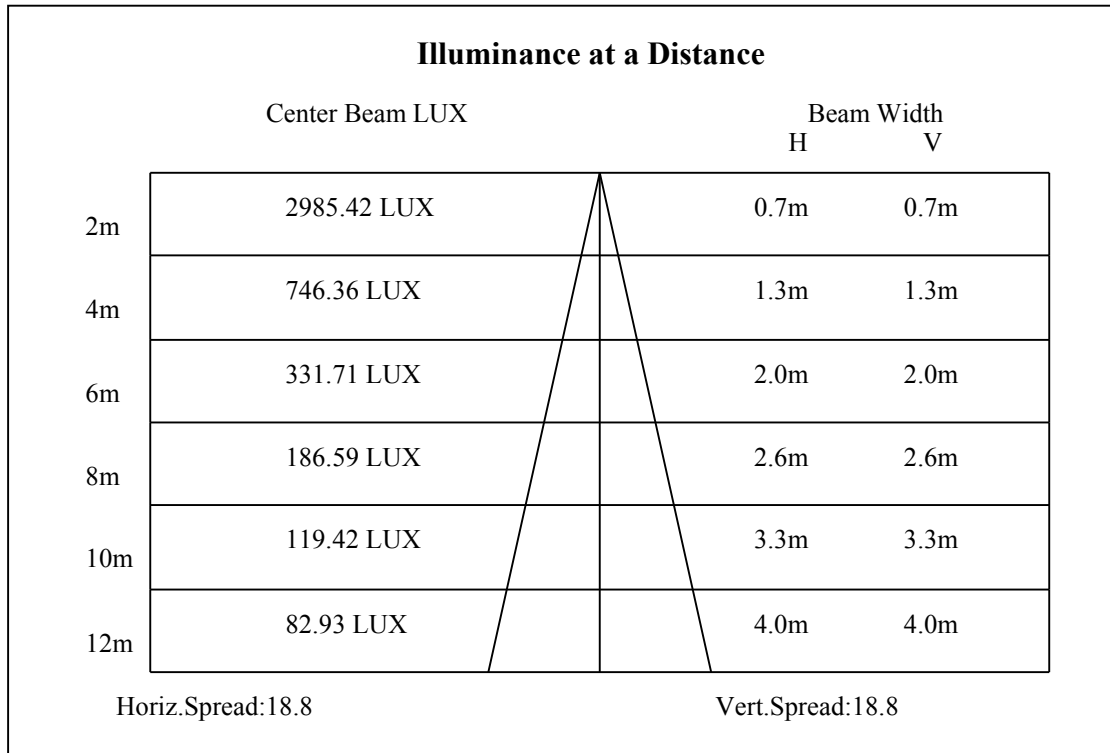 Illuminance at a Distance
Center Beam LUX Beam Width
H V
2m 2985.42 LUX 0.7m 0.7m
4m 746.36 LUX 1.3m 1.3m
6m 331.71 LUX 2.0m 2.0m
8m 186.59 LUX 2.6m 2.6m
10m 119.42 LUX 3.3m 3.3m
12m 82.93 LUX 4.0m 4.0m
Horiz.Spread:18.8 Vert.Spread:18.8